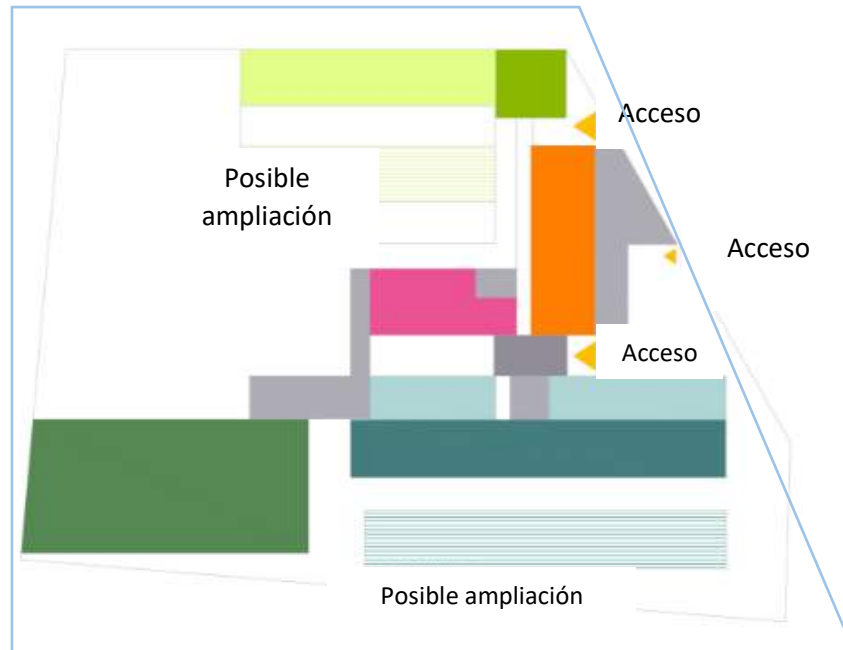 Acceso
Posible
ampliación
Acceso
Acceso
Posible ampliación